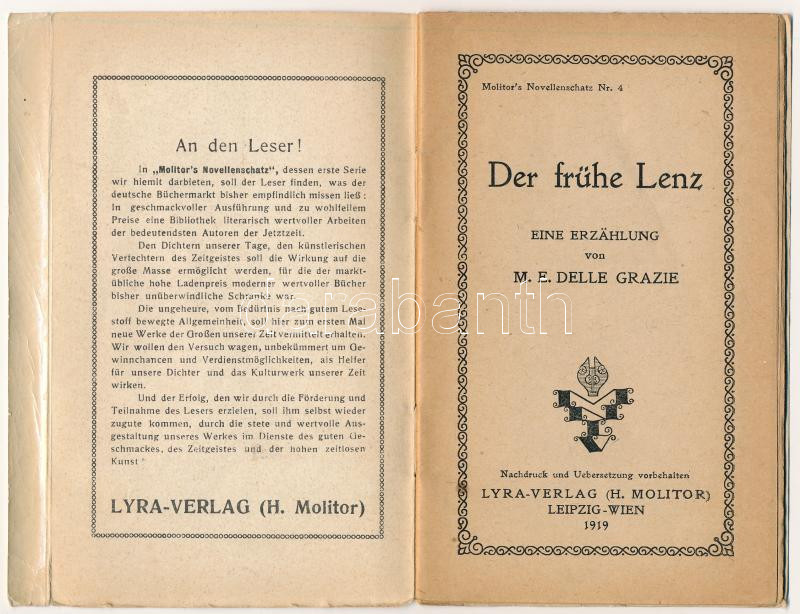 An den Leser!
In „Molitor's Novellenschatz", dessen erste Serie
wir hiemit darbieten, soll der Leser finden, was der
deutsche Büchermarkt bisher empfindlich missen ließ:
In geschmackvoller Ausführung und zu wohlfeilem
Preise eine Bibliothek literarisch wertvoller Arbeiten
der bedeutendsten Autoren der Jetztzeit.
Den Dichtern unserer Tage, den künstlerischen
Verfechtern des Zeitgeistes soll die Wirkung auf die
große Masse ermöglicht werden, für die der markt-
übliche hohe Ladenpreis moderner wertvoller Bücher
bisher unüberwindliche Schranke war.
Die ungeheure, vom Bedürtnis nach gutem Lese-
stoff bewegte Allgemeinheit, soll hier zum ersten Mal
neue Werke der Großen unserer Zeit vermittelt erhalten.
Wir wollen den Versuch wagen, unbekümmert um Ge-
winnchancen und Verdienstmöglichkeiten, als Helfer
für unsere Dichter und das Kulturwerk unserer Zeit
wirken.
Und der Erfolg, den wir durch die Förderung und
Teilnahme des Lesers erzielen, soll ihm selbst wieder
zugute kommen, durch die stete und wertvolle Aus-
gestaltung unseres Werkes im Dienste des guten Ge-
schmackes, des Zeitgeistes und der hohen zeitlosen
Kunst
LYRA-VERLAG (H. Molitor)
Molitor's Novellenschatz Nr. 4
Der frühe Lenz
EINE ERZÄHLUNG
von
M. E. DELLE GRAZIE
Nachdruck und Uebersetzung vorbehalten
LYRA-VERLAG (H. MOLITOR)
LEIPZIG-WIEN
1919
darabanth